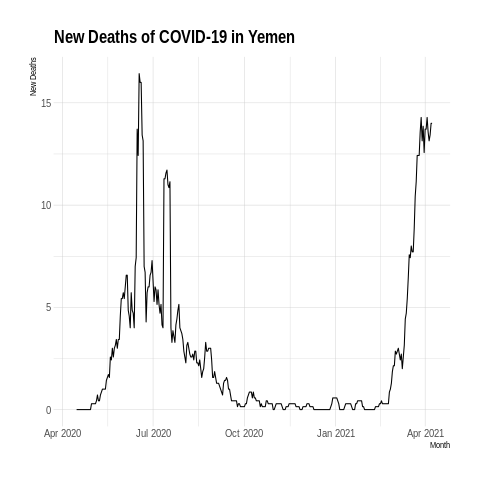 New Deaths of COVID-19 in Yemen
New Deaths
15
10
5
0
Apr 2020 Jul 2020 Oct 2020 Jan 2021 Apr 2021
Month